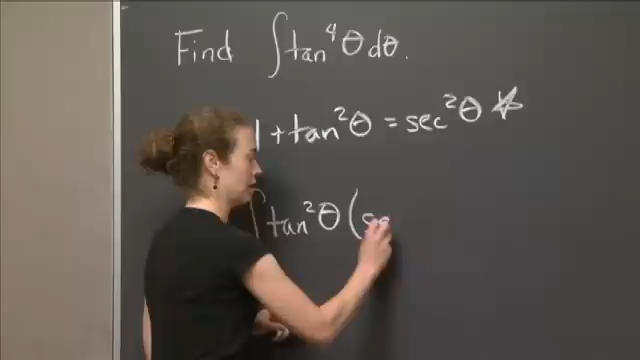 Find ∫tan⁴θ dθ.
1 + tan²θ = sec²θ ☆
∫tan²θ (se